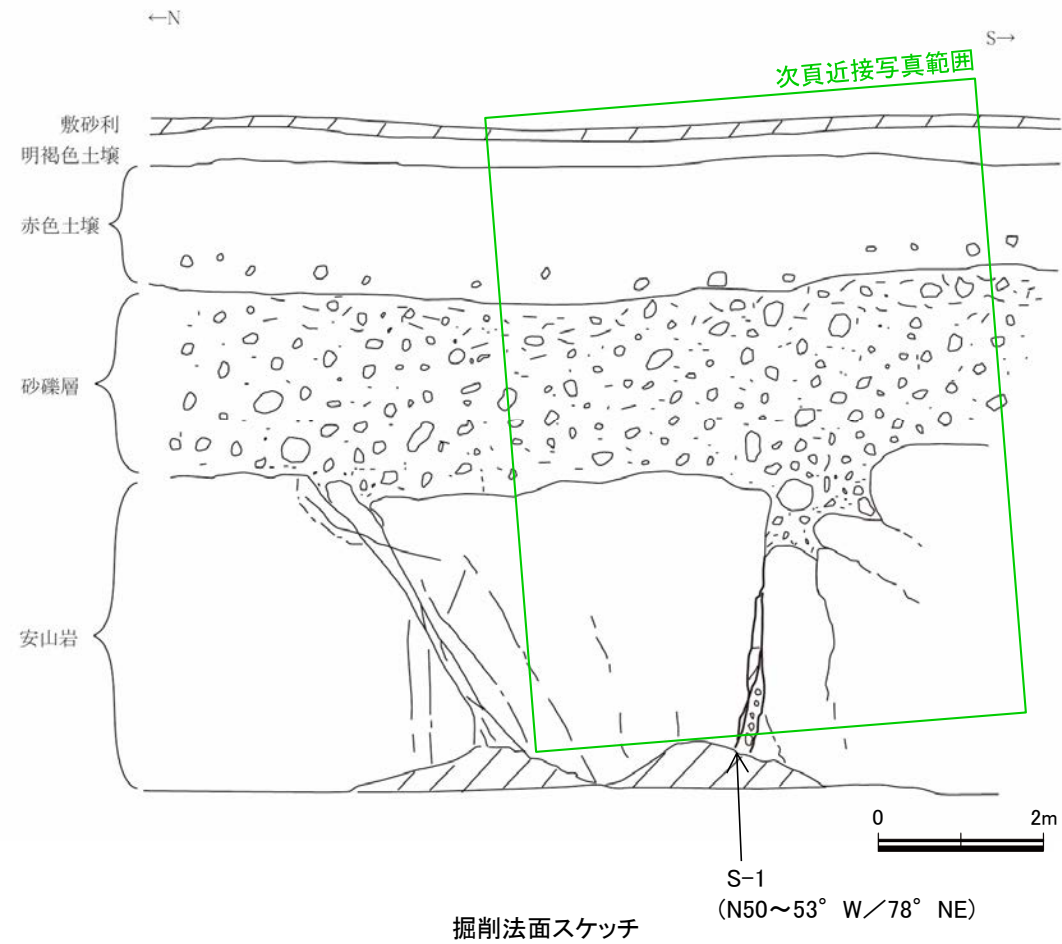 ←N
S→
次頁近接写真範囲
敷砂利
明褐色土壌
赤色土壌
砂礫層
安山岩
0 2m
S-1
(N50～53°W／78°NE)
掘削法面スケッチ